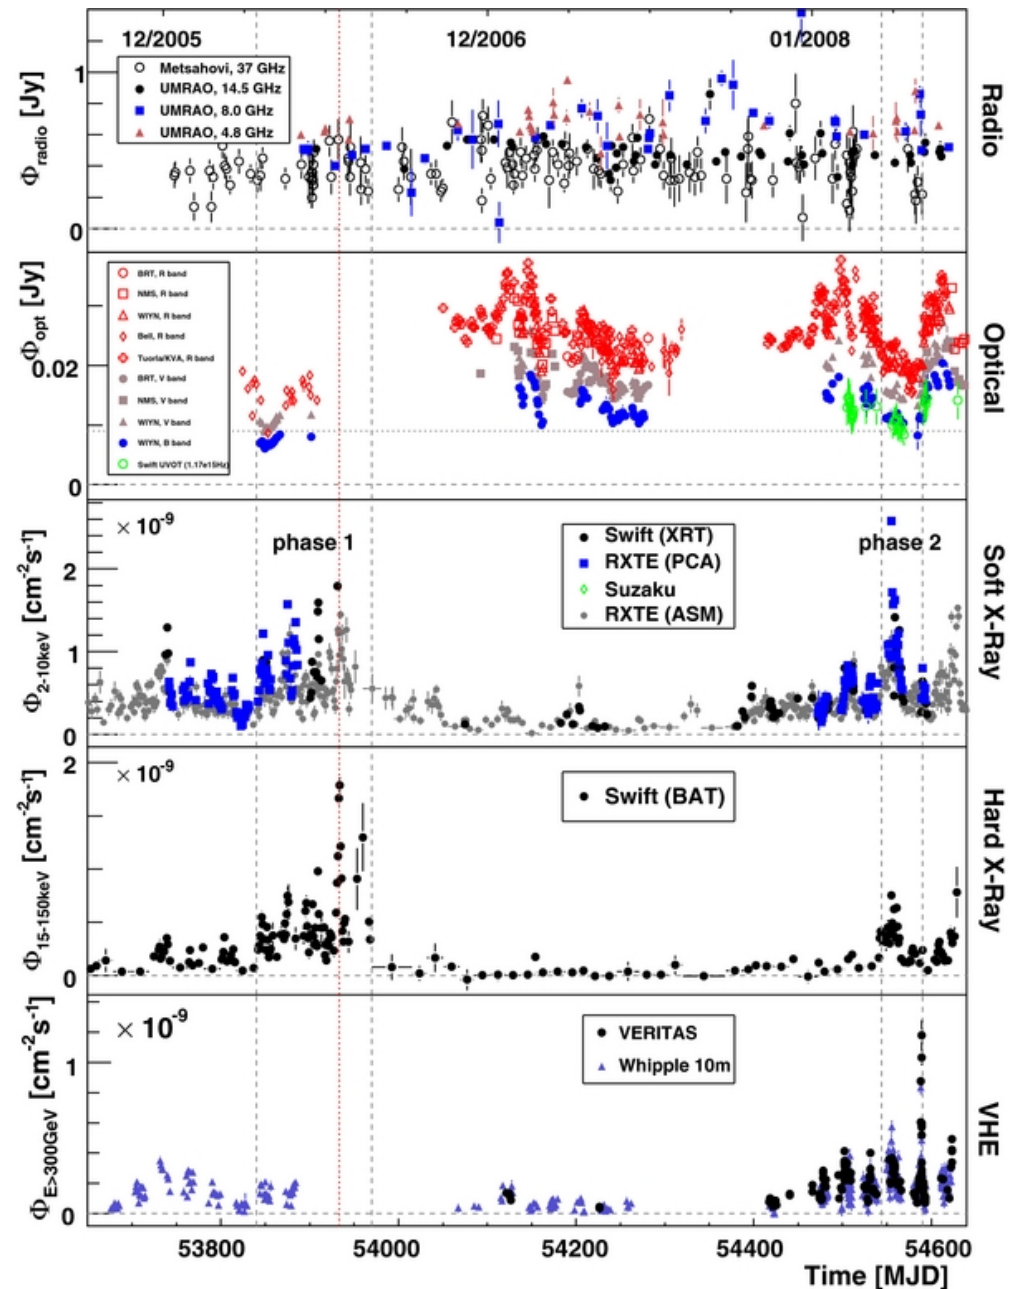 12/2005 12/2006 01/2008
Metsahovi, 37 GHz
UMRAO, 14.5 GHz
UMRAO, 8.0 GHz
UMRAO, 4.8 GHz
1
0
Φradio [Jy]
Radio
BRT, R band
NMS, R band
WIYN, R band
Bell, R band
Tuorla/KVA, R band
BRT, V band
NMS, V band
WIYN, V band
WIYN, B band
Swift UVOT (1.17e15Hz)
0.02
0
Φopt [Jy]
Optical
× 10⁻⁹
phase 1
phase 2
Swift (XRT)
RXTE (PCA)
Suzaku
RXTE (ASM)
2
1
0
Φ2-10keV [cm⁻²s⁻¹]
Soft X-Ray
2
× 10⁻⁹
Swift (BAT)
0
Φ15-150keV [cm⁻²s⁻¹]
Hard X-Ray
× 10⁻⁹
VERITAS
Whipple 10m
1
0
ΦE>300GeV [cm⁻²s⁻¹]
VHE
53800 54000 54200 54400 54600
Time [MJD]